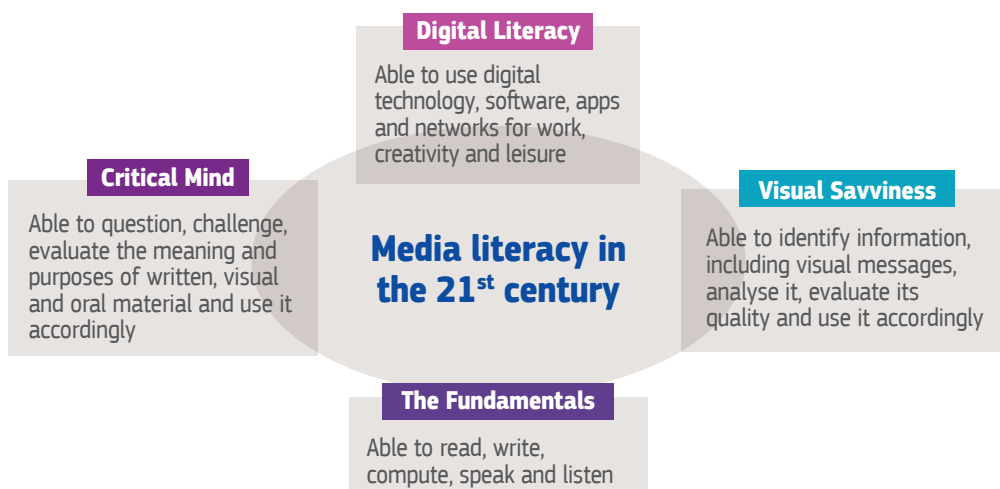 Digital Literacy
Able to use digital
technology, software, apps
and networks for work,
creativity and leisure
Critical Mind
Able to question, challenge,
evaluate the meaning and
purposes of written, visual
and oral material and use it
accordingly
Media literacy in
the 21st century
Visual Savviness
Able to identify information,
including visual messages,
analyse it, evaluate its
quality and use it accordingly
The Fundamentals
Able to read, write,
compute, speak and listen